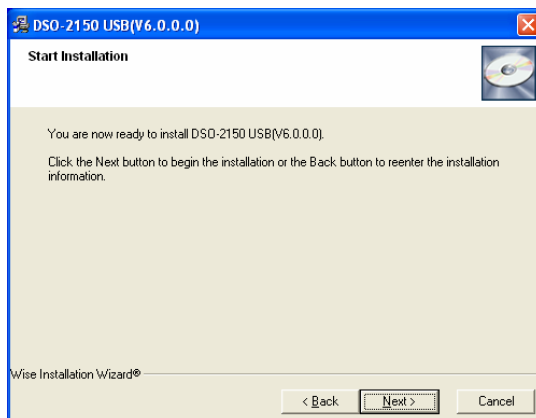 DSO-2150 USB(V6.0.0.0)
Start Installation
You are now ready to install DSO-2150 USB(V6.0.0.0).
Click the Next button to begin the installation or the Back button to reenter the installation
information.
Wise Installation Wizard®
< Back
Next >
Cancel